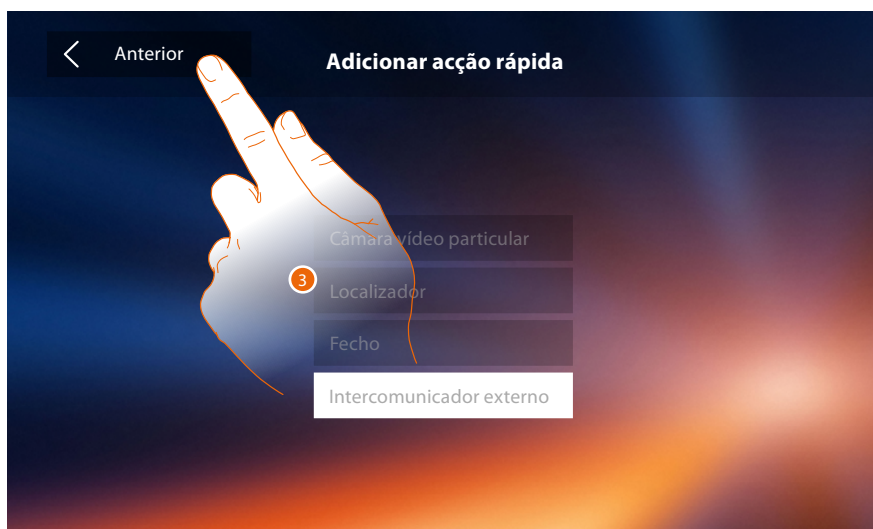 Anterior
Adicionar acção rápida
Câmara vídeo particular
3
Localizador
Fecho
Intercomunicador externo